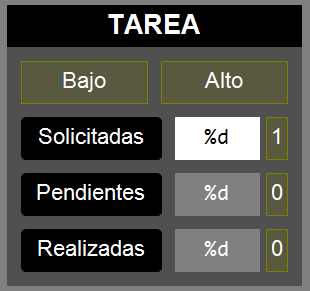 TAREA
Bajo Alto
Solicitadas %d 1
Pendientes %d 0
Realizadas %d 0